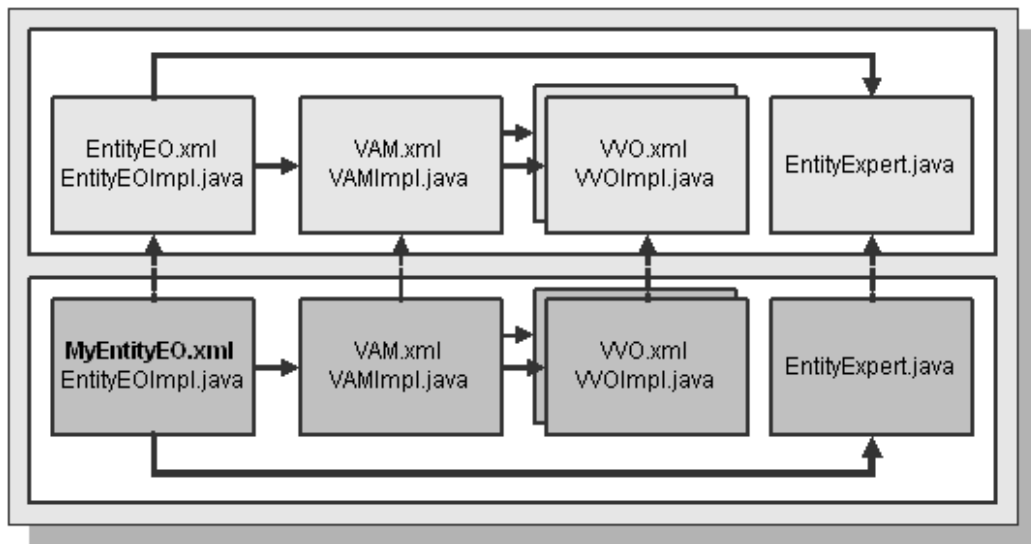 EntityEO.xml
EntityEOImpl.java
VAM.xml
VAMImpl.java
VVO.xml
VVOImpl.java
EntityExpert.java
MyEntityEO.xml
EntityEOImpl.java
VAM.xml
VAMImpl.java
VVO.xml
VVOImpl.java
EntityExpert.java